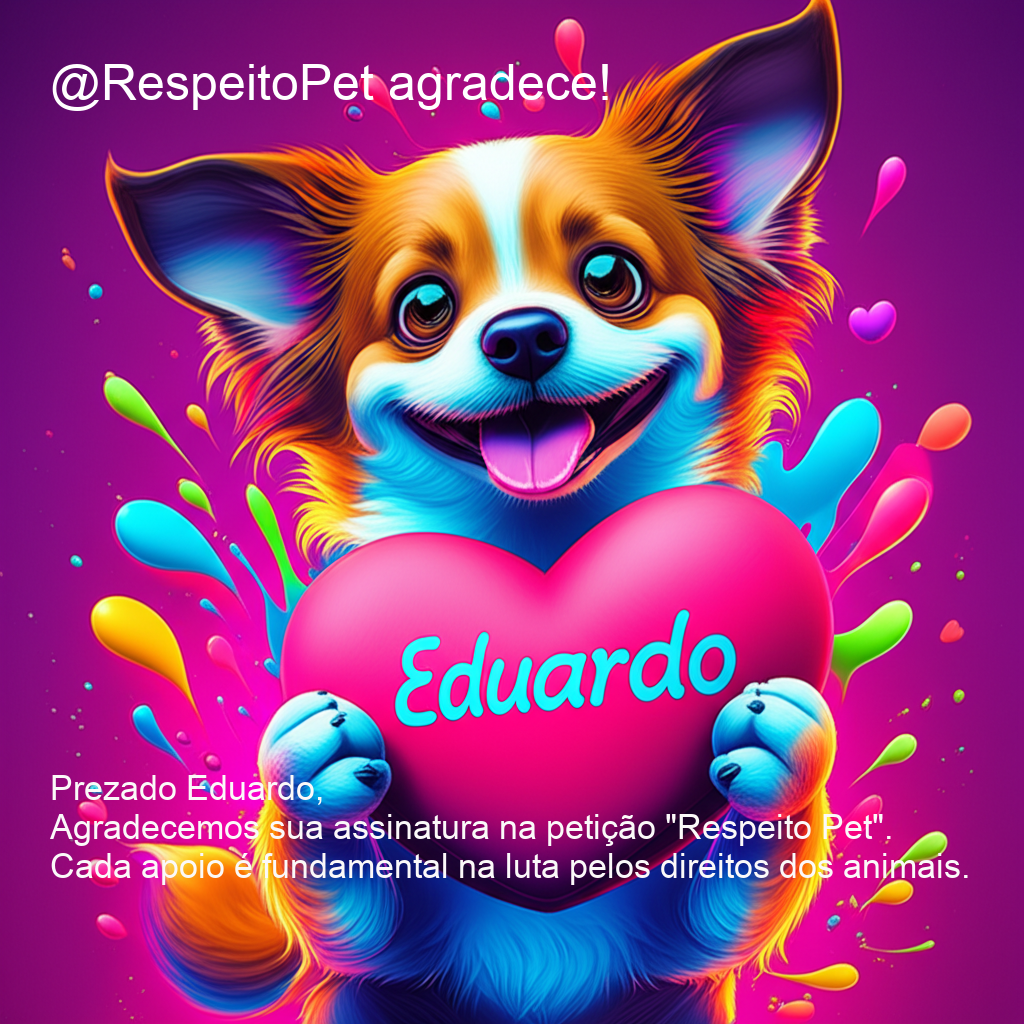 @RespeitoPet agradece!
Eduardo
Prezado Eduardo,
Agradecemos sua assinatura na petição "Respeito Pet".
Cada apoio é fundamental na luta pelos direitos dos animais.